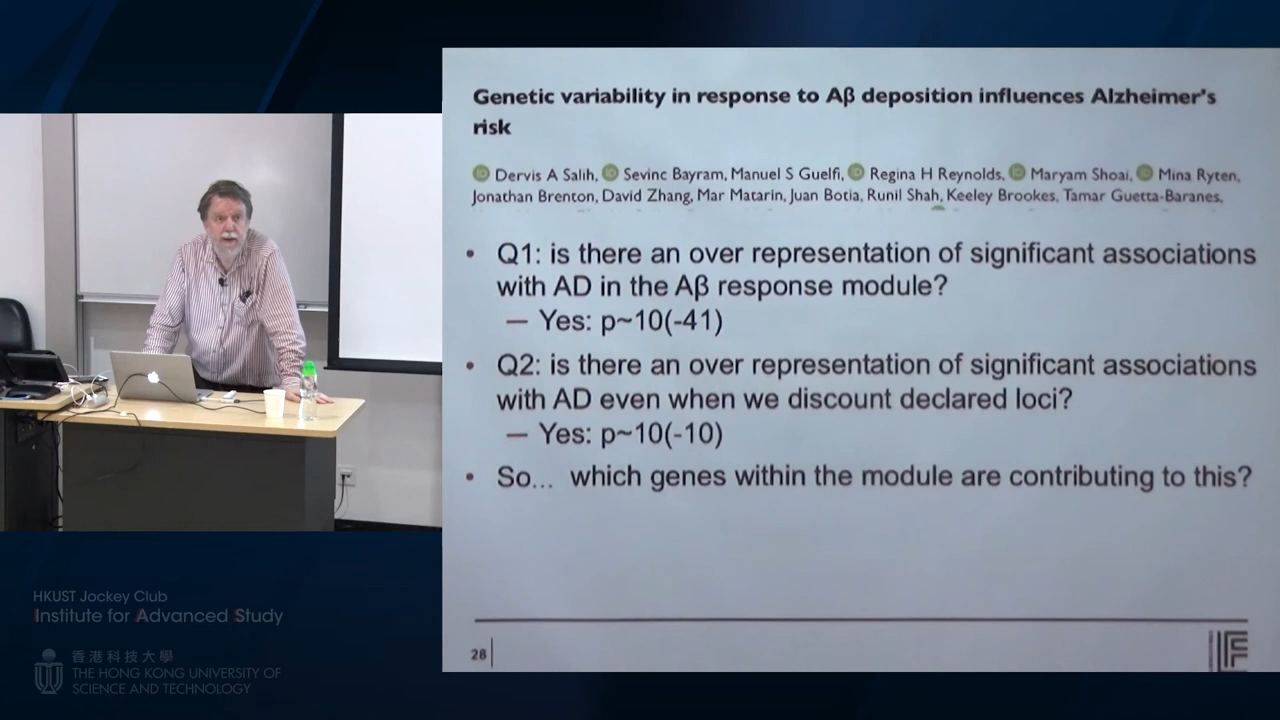 Genetic variability in response to Aβ deposition influences Alzheimer's
risk
Dervis A Salih, Sevinc Bayram, Manuel S Guelfi, Regina H Reynolds, Maryam Shoai, Mina Ryten,
Jonathan Brenton, David Zhang, Mar Matarin, Juan Botia, Runil Shah, Keeley Brookes, Tamar Guetta-Baranes,
• Q1: is there an over representation of significant associations
with AD in the Aβ response module?
– Yes: p~10(-41)
• Q2: is there an over representation of significant associations
with AD even when we discount declared loci?
– Yes: p~10(-10)
• So... which genes within the module are contributing to this?
28
HKUST Jockey Club
Institute for Advanced Study
香港科技大學
THE HONG KONG UNIVERSITY OF
SCIENCE AND TECHNOLOGY